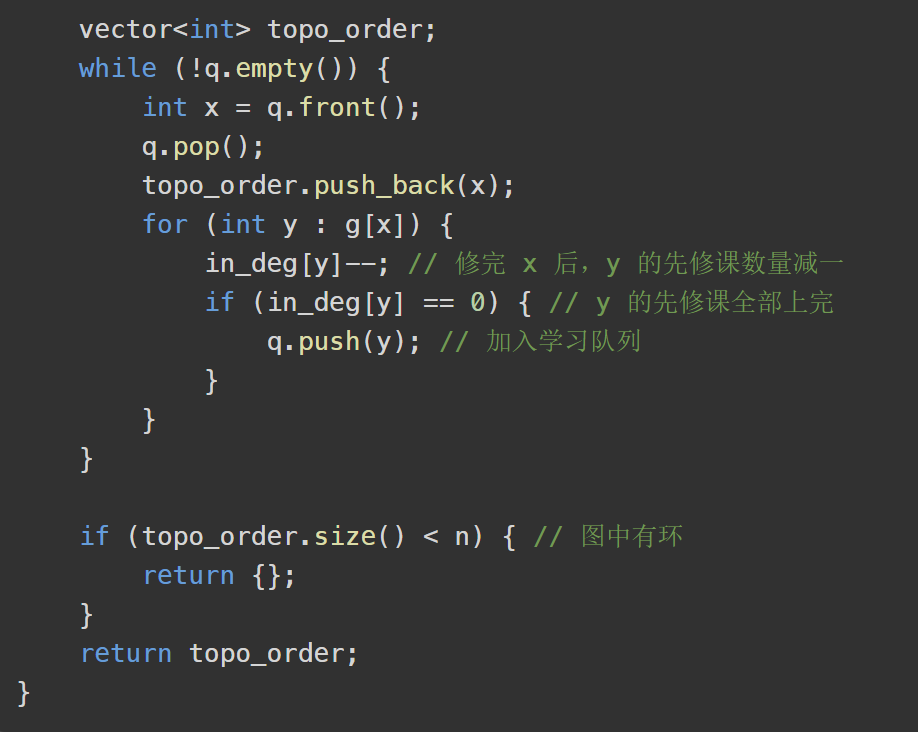 vector<int> topo_order;
while (!q.empty()) {
int x = q.front();
q.pop();
topo_order.push_back(x);
for (int y : g[x]) {
in_deg[y]--; // 修完 x 后，y 的先修课数量减一
if (in_deg[y] == 0) { // y 的先修课全部上完
q.push(y); // 加入学习队列
}
}
}
if (topo_order.size() < n) { // 图中有环
return {};
}
return topo_order;
}